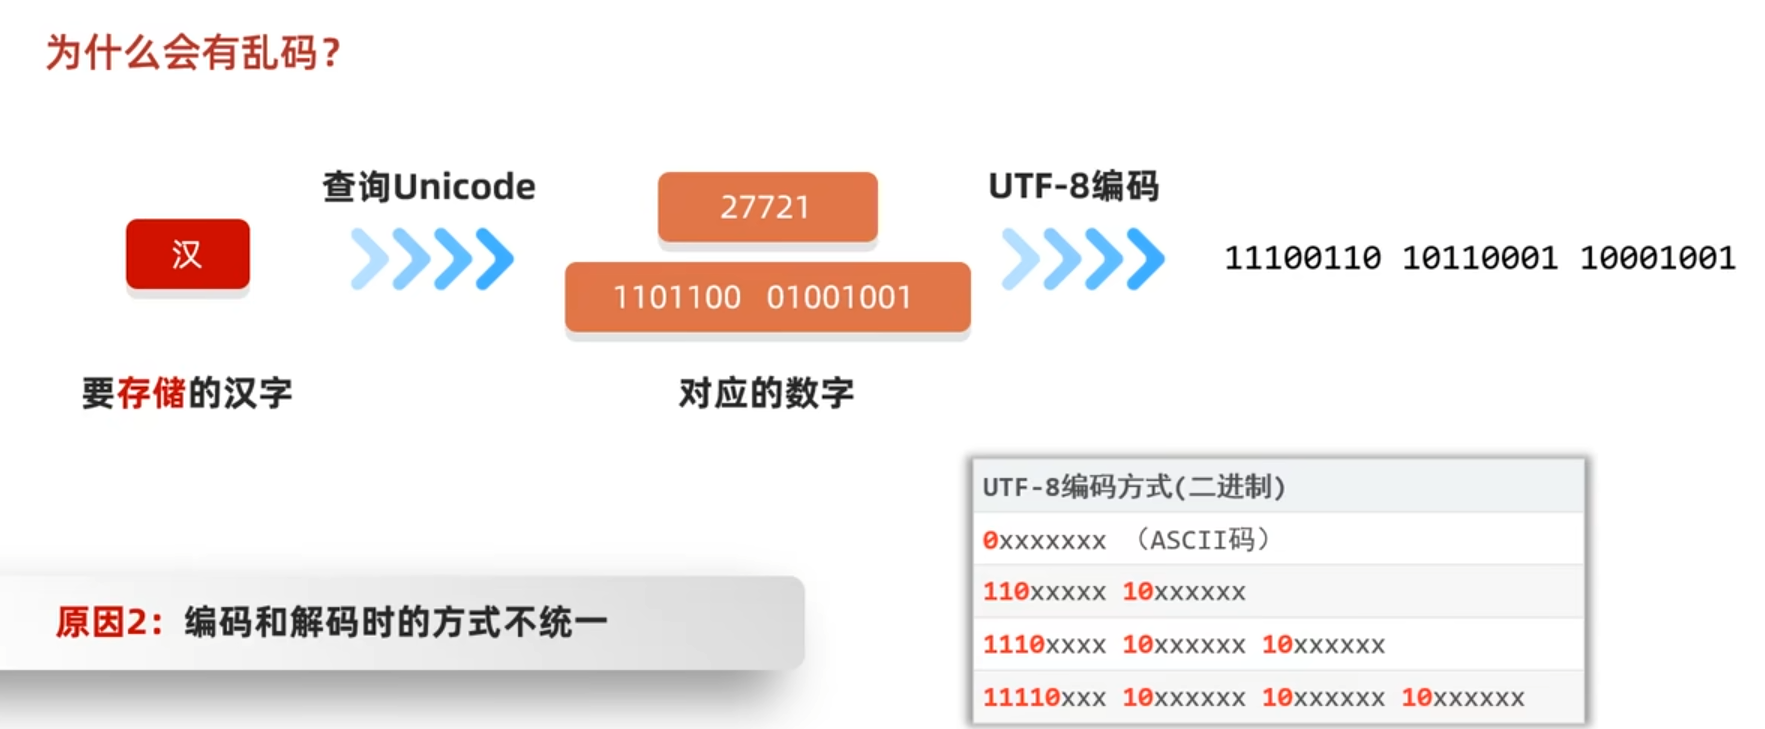 为什么会有乱码?
查询Unicode
UTF-8编码
汉
27721
1101100 01001001
11100110 10110001 10001001
要存储的汉字
对应的数字
UTF-8编码方式(二进制)
0xxxxxxx （ASCII码）
110xxxxx 10xxxxxx
1110xxxx 10xxxxxx 10xxxxxx
11110xxx 10xxxxxx 10xxxxxx 10xxxxxx
原因2：编码和解码时的方式不统一